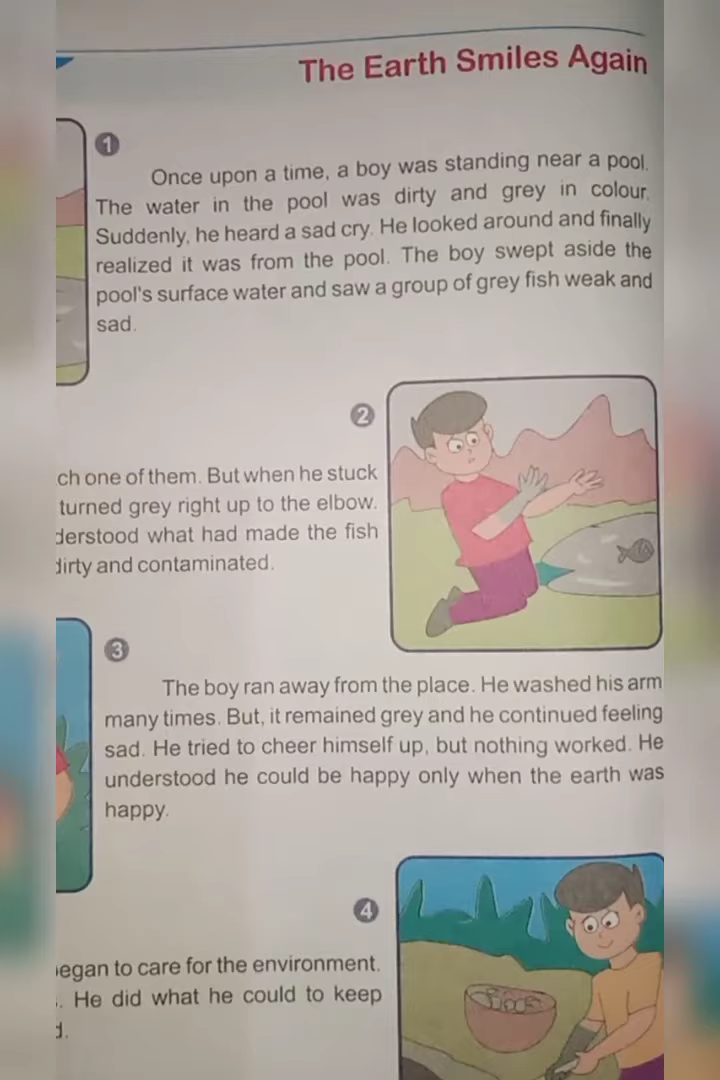 The Earth Smiles Again
1
Once upon a time, a boy was standing near a pool.
The water in the pool was dirty and grey in colour.
Suddenly, he heard a sad cry. He looked around and finally
realized it was from the pool. The boy swept aside the
pool's surface water and saw a group of grey fish weak and
sad.
2
ch one of them. But when he stuck
turned grey right up to the elbow.
derstood what had made the fish
dirty and contaminated.
3
The boy ran away from the place. He washed his arm
many times. But, it remained grey and he continued feeling
sad. He tried to cheer himself up, but nothing worked. He
understood he could be happy only when the earth was
happy.
4
egan to care for the environment.
. He did what he could to keep
d.